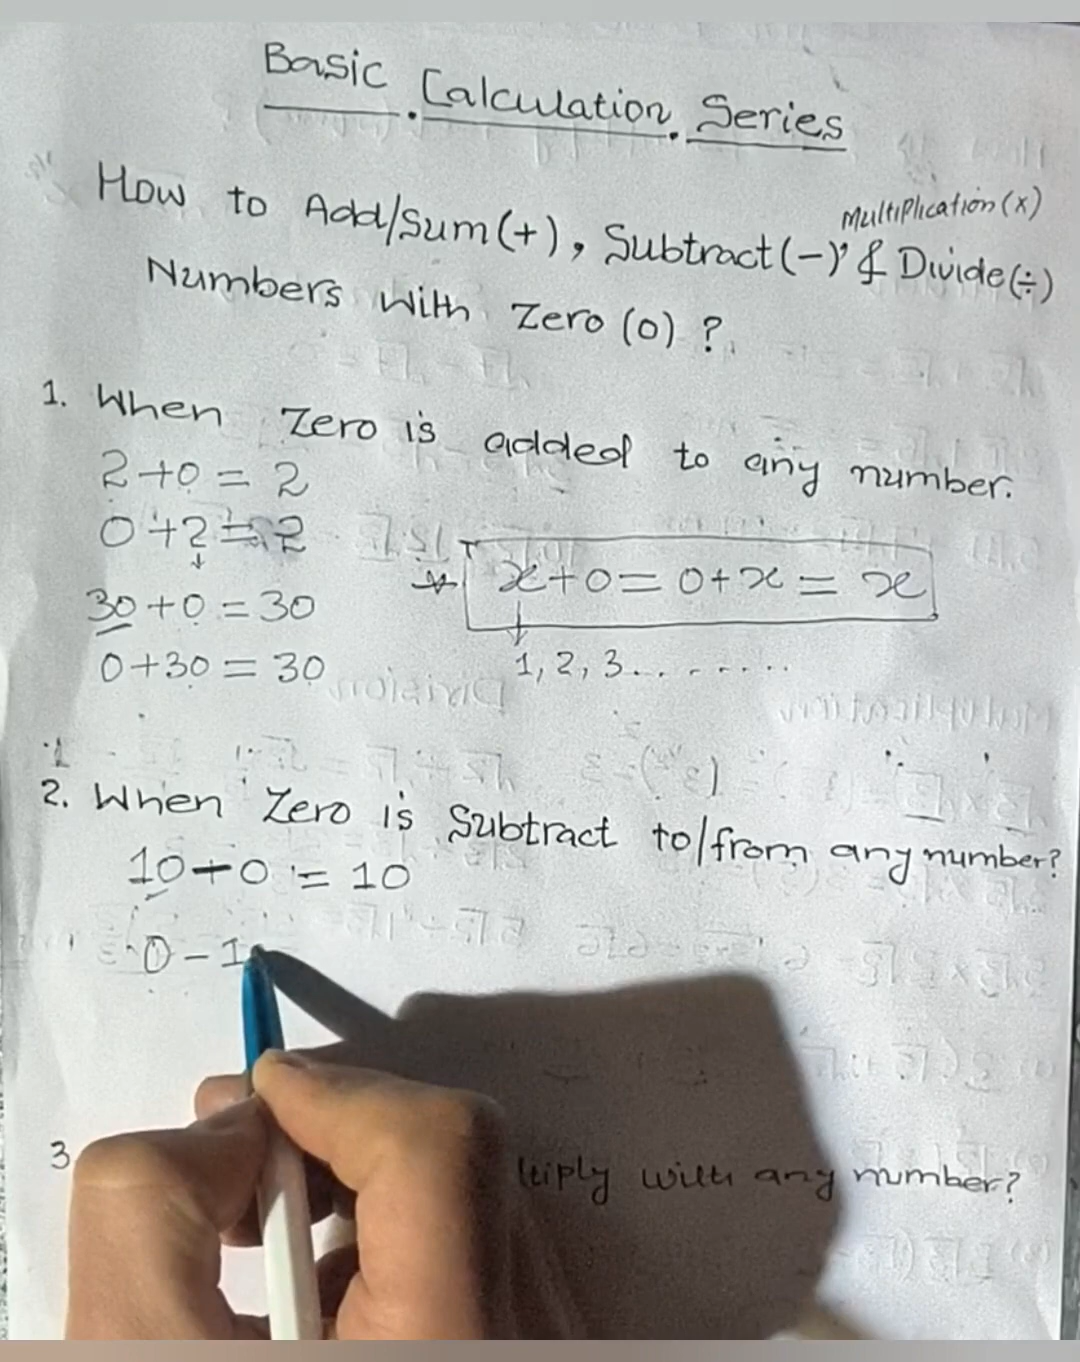 Basic Calculation Series
Multiplication (x)
How to Add/Sum (+), Subtract (-), & Divide (÷)
Numbers with Zero (0) ?
1. When Zero is added to any number.
2+0 = 2
0+2 = 2
x+0 = 0+x = x
30+0 = 30
0+30 = 30
1, 2, 3........
2. When Zero is Subtract to/from any number?
10-0 = 10
0-1
3
tiply with any number?